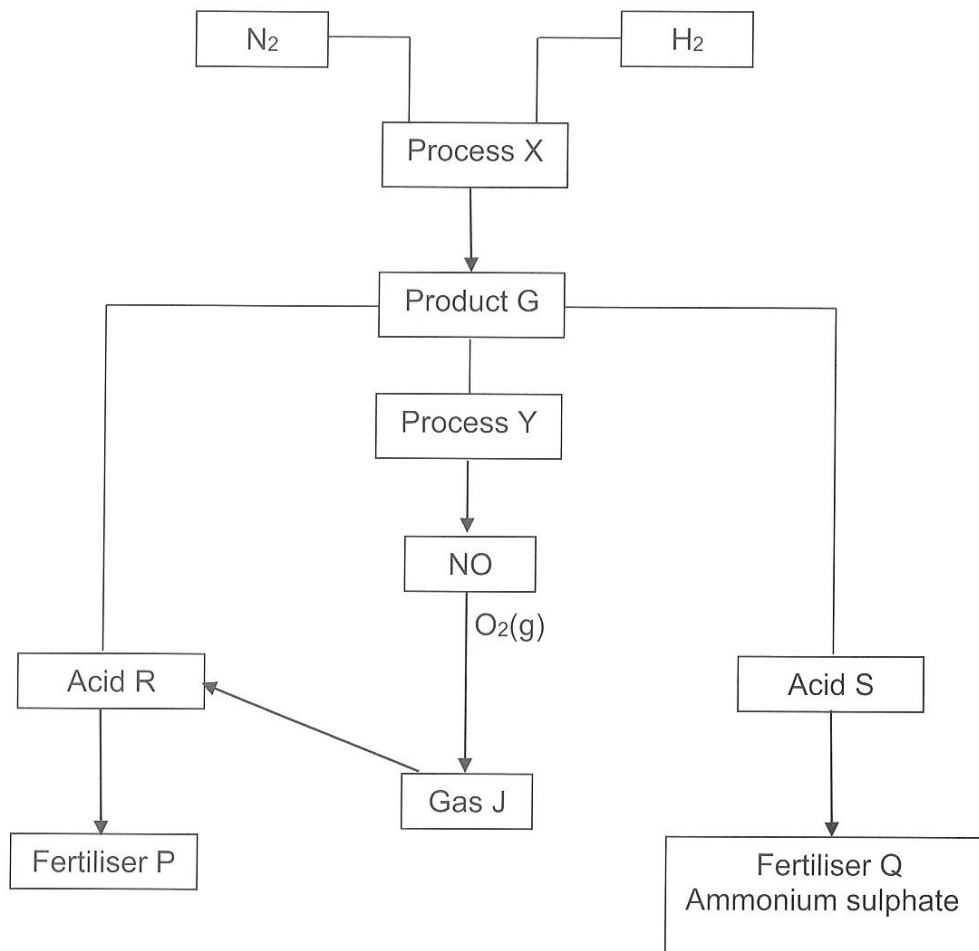 N₂
H₂
Process X
Product G
Process Y
NO
O₂(g)
Acid R
Acid S
Gas J
Fertiliser P
Fertiliser Q
Ammonium sulphate